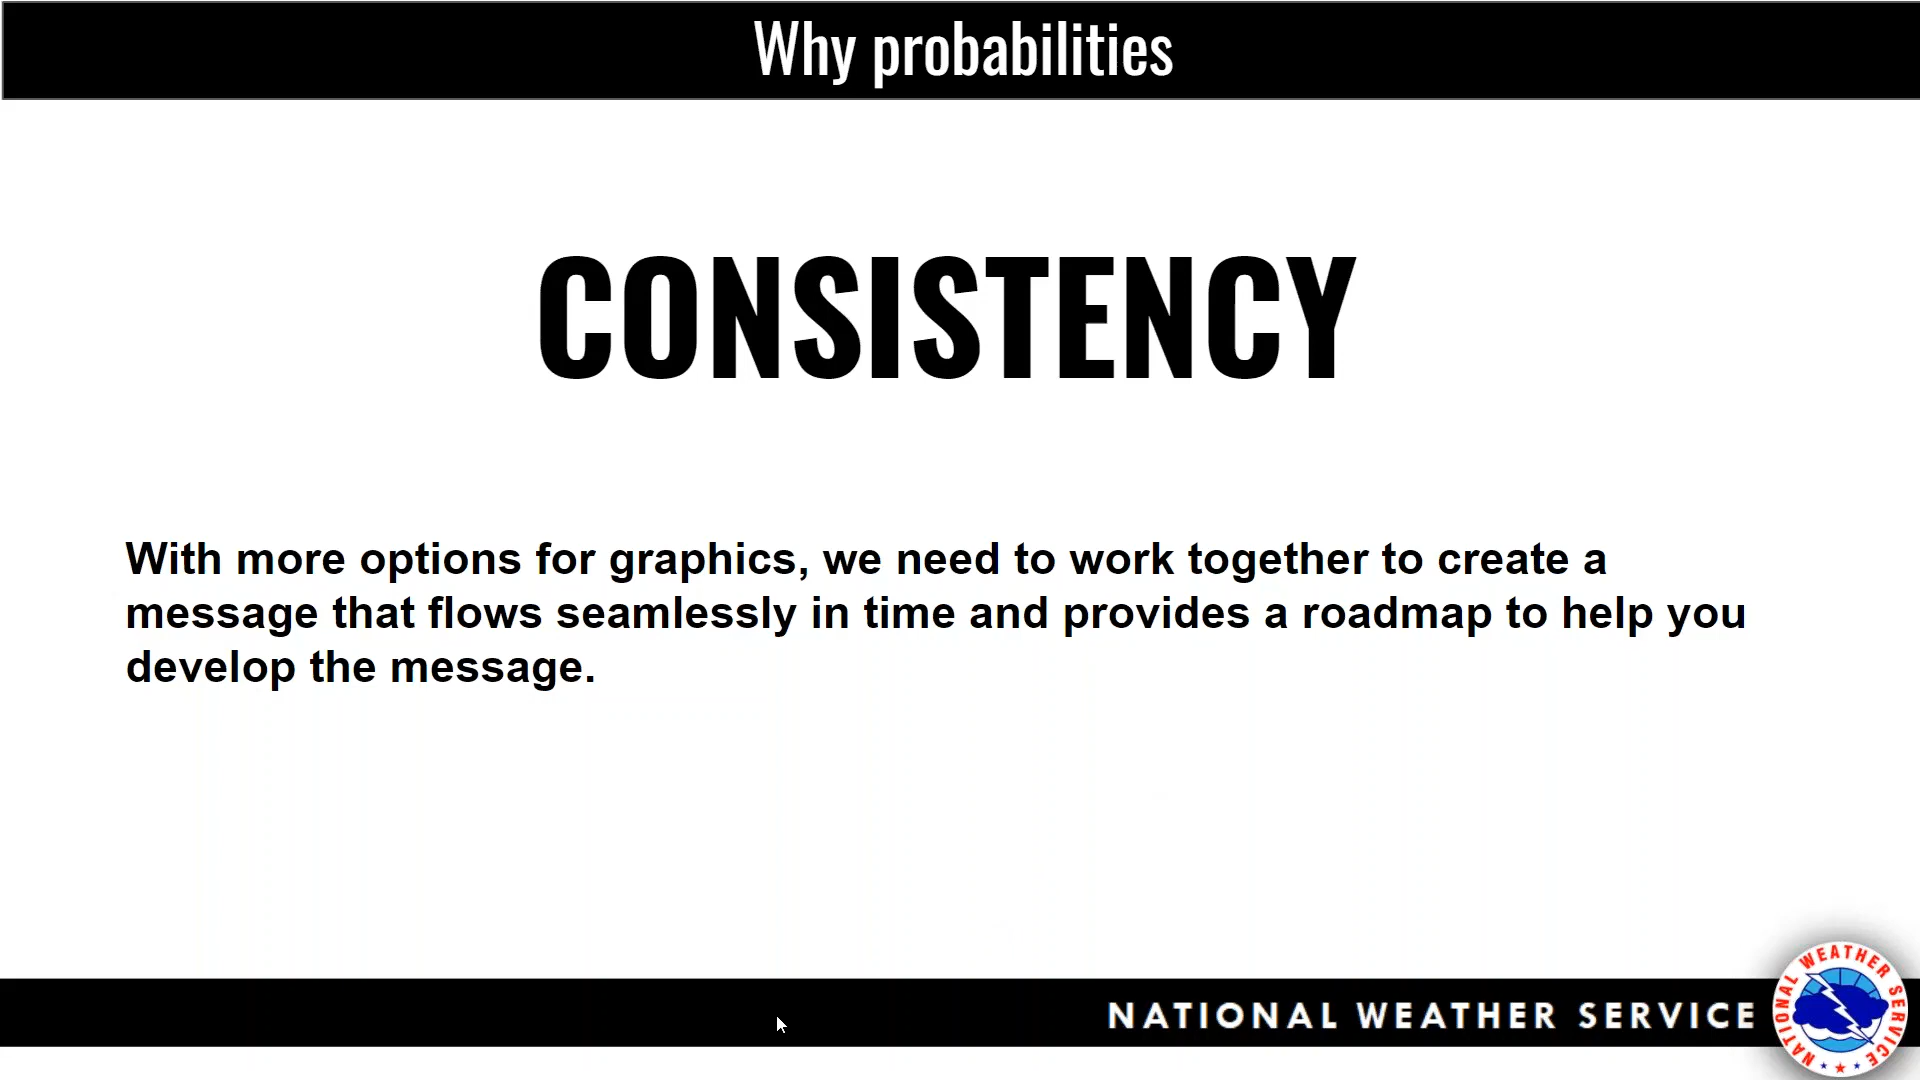 Why probabilities
CONSISTENCY
With more options for graphics, we need to work together to create a
message that flows seamlessly in time and provides a roadmap to help you
develop the message.
NATIONAL WEATHER SERVICE
NATIONAL WEATHER SERVICE